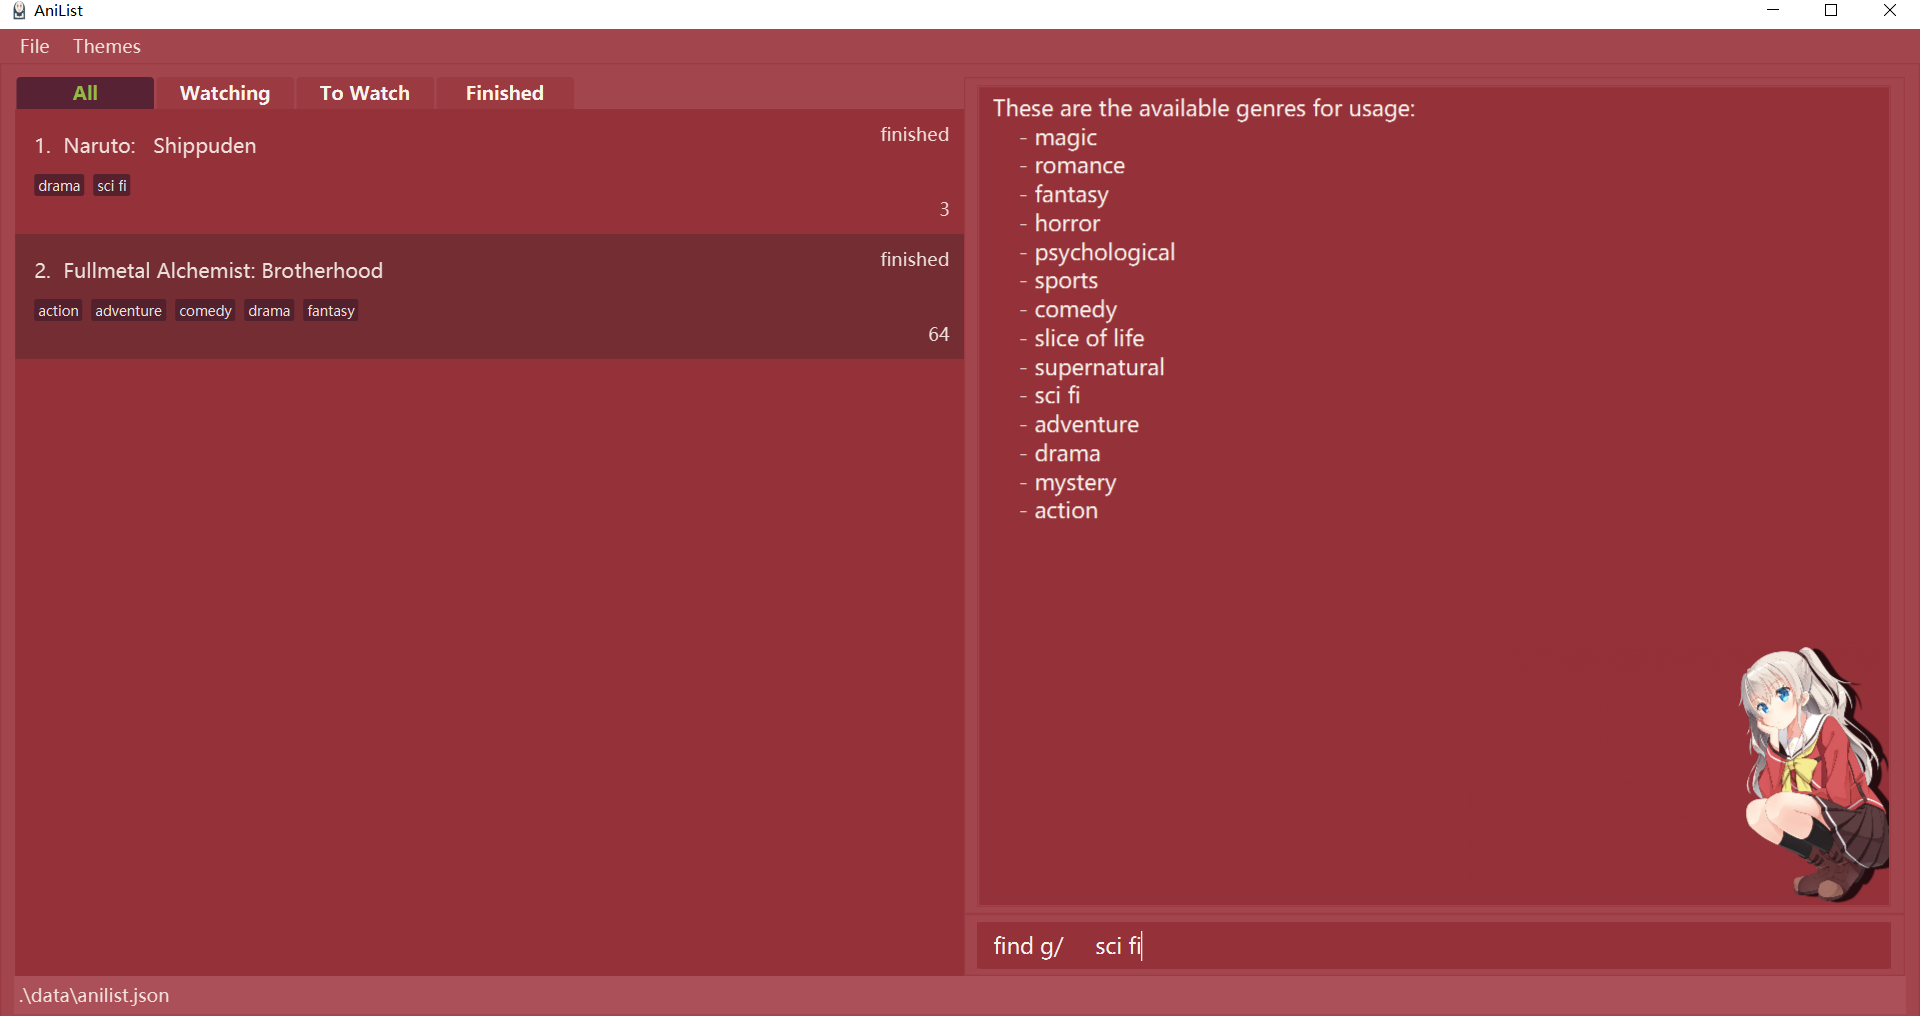 AniList
File Themes
All Watching To Watch Finished
1. Naruto:   Shippuden
finished
drama sci fi
3
2. Fullmetal Alchemist: Brotherhood
finished
action adventure comedy drama fantasy
64
These are the available genres for usage:
- magic
- romance
- fantasy
- horror
- psychological
- sports
- comedy
- slice of life
- supernatural
- sci fi
- adventure
- drama
- mystery
- action
find g/     sci fi
.\data\anilist.json